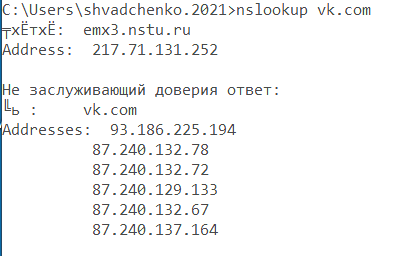 C:\Users\shvadchenko.2021>nslookup vk.com
╤хЁтхЁ:  emx3.nstu.ru
Address:  217.71.131.252
Не заслуживающий доверия ответ:
╚ь :     vk.com
Addresses:  93.186.225.194
87.240.132.78
87.240.132.72
87.240.129.133
87.240.132.67
87.240.137.164